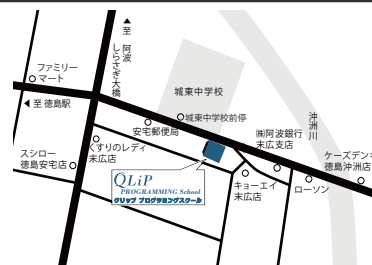 至
阿波
しらさぎ大橋
ファミリー
マート
至 徳島駅
城東中学校
城東中学校前停
安宅郵便局
沖洲川
㈱阿波銀行
末広支店
ケーズデンキ
徳島沖洲店
くすりのレディ
末広店
スシロー
徳島安宅店
QLiP
PROGRAMMING School
クリップ プログラミングスクール
キョーエイ
末広店
ローソン